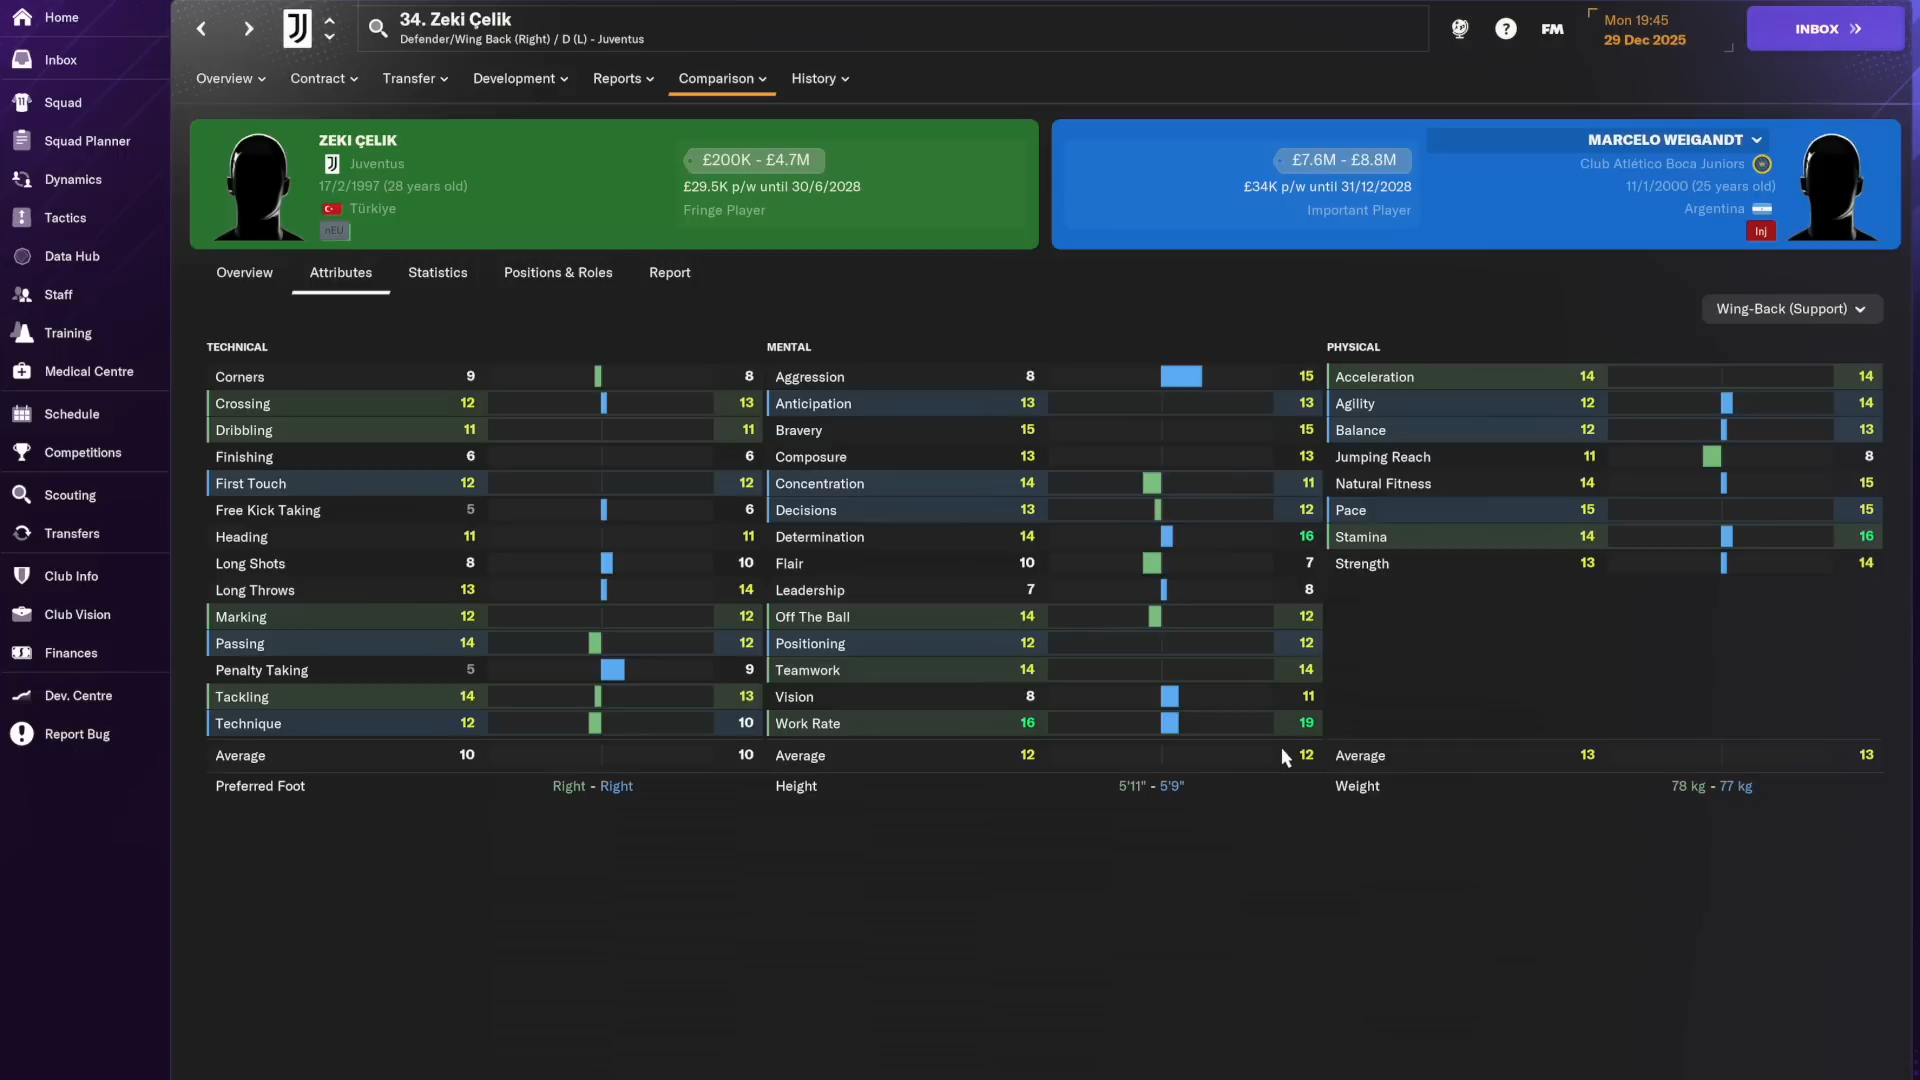 Home
Inbox
Squad
Squad Planner
Dynamics
Tactics
Data Hub
Staff
Training
Medical Centre
Schedule
Competitions
Scouting
Transfers
Club Info
Club Vision
Finances
Dev. Centre
Report Bug
34. Zeki Çelik
Defender/Wing Back (Right) / D (L) - Juventus
FM
Mon 19:45
29 Dec 2025
INBOX
Overview Contract Transfer Development Reports Comparison History
ZEKI ÇELIK
Juventus
17/2/1997 (28 years old)
Türkiye
nEU
£200K - £4.7M
£29.5K p/w until 30/6/2028
Fringe Player
£7.6M - £8.8M
£34K p/w until 31/12/2028
Important Player
MARCELO WEIGANDT
Club Atlético Boca Juniors
11/1/2000 (25 years old)
Argentina
Inj
Overview Attributes Statistics Positions & Roles Report
Wing-Back (Support)
TECHNICAL
Corners 9 8
Crossing 12 13
Dribbling 11 11
Finishing 6 6
First Touch 12 12
Free Kick Taking 5 6
Heading 11 11
Long Shots 8 10
Long Throws 13 14
Marking 12 12
Passing 14 12
Penalty Taking 5 9
Tackling 14 13
Technique 12 10
Average 10 10
Preferred Foot Right - Right
MENTAL
Aggression 8 15
Anticipation 13 13
Bravery 15 15
Composure 13 13
Concentration 14 11
Decisions 13 12
Determination 14 16
Flair 10 7
Leadership 7 8
Off The Ball 14 12
Positioning 12 12
Teamwork 14 14
Vision 8 11
Work Rate 16 19
Average 12 12
Height 5'11" - 5'9"
PHYSICAL
Acceleration 14 14
Agility 12 14
Balance 12 13
Jumping Reach 11 8
Natural Fitness 14 15
Pace 15 15
Stamina 14 16
Strength 13 14
Average 13 13
Weight 78 kg - 77 kg